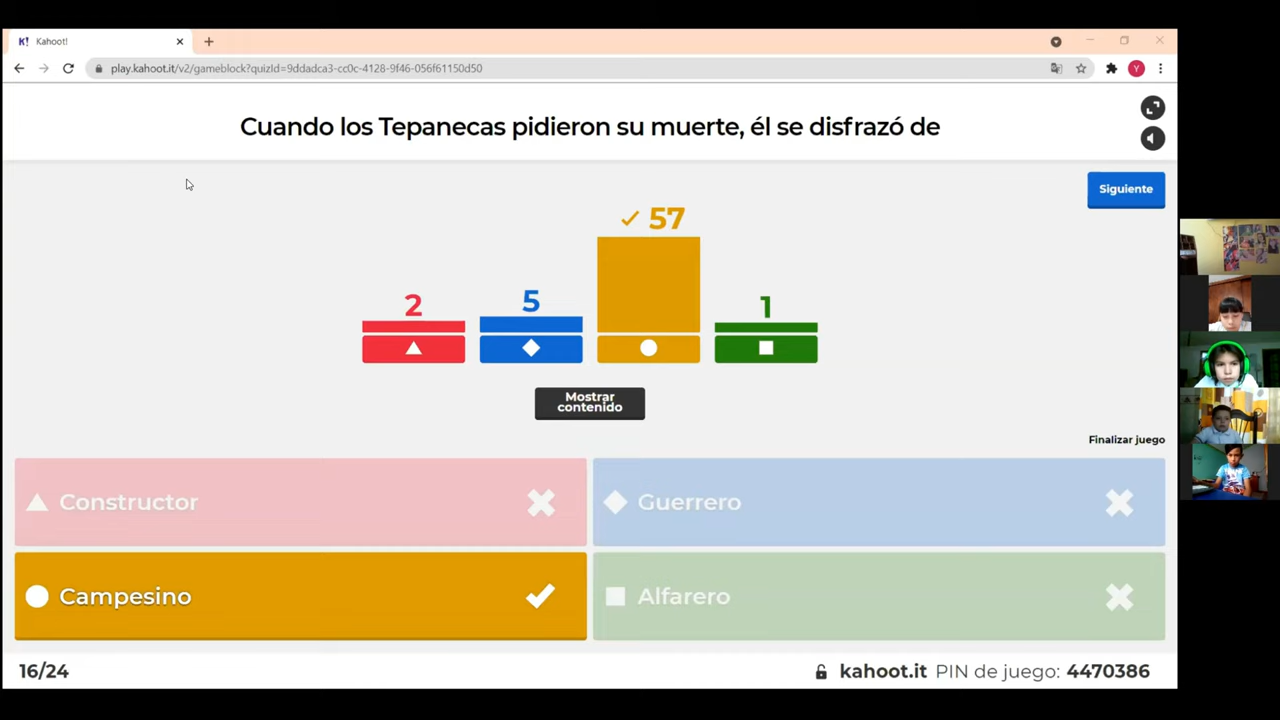 K! Kahoot!
play.kahoot.it/v2/gameblock?quizId=9ddadca3-cc0c-4128-9f46-056f61150d50
Y
Cuando los Tepanecas pidieron su muerte, él se disfrazó de
Siguiente
2
5
57
1
Mostrar
contenido
Finalizar juego
Constructor
Guerrero
Campesino
Alfarero
16/24
kahoot.it PIN de juego: 4470386